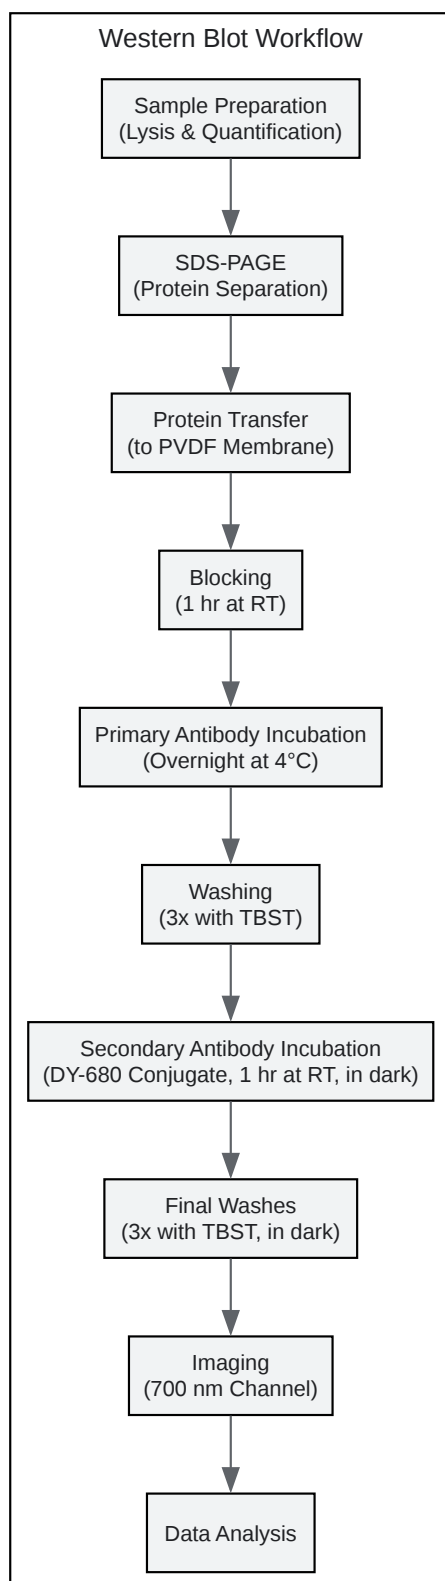 Western Blot Workflow
Sample Preparation
(Lysis & Quantification)
SDS-PAGE
(Protein Separation)
Protein Transfer
(to PVDF Membrane)
Blocking
(1 hr at RT)
Primary Antibody Incubation
(Overnight at 4°C)
Washing
(3x with TBST)
Secondary Antibody Incubation
(DY-680 Conjugate, 1 hr at RT, in dark)
Final Washes
(3x with TBST, in dark)
Imaging
(700 nm Channel)
Data Analysis